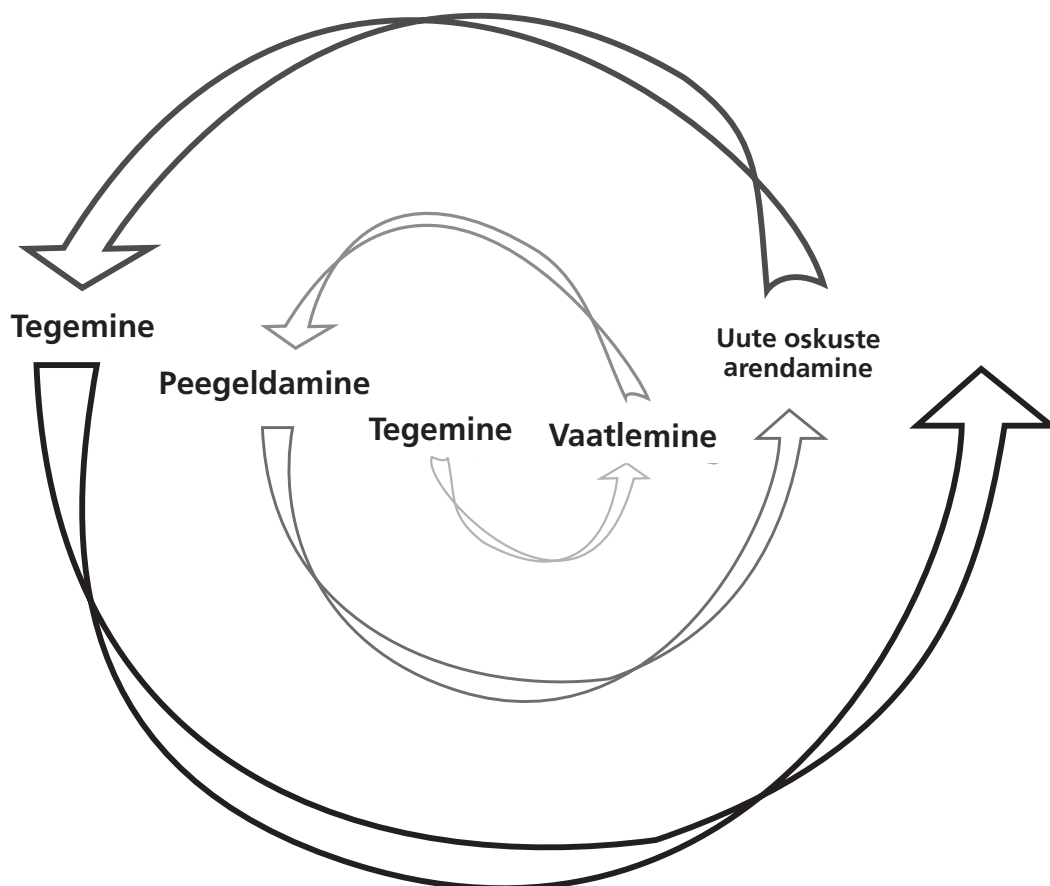 Tegemine
Peegeldamine
Tegemine
Vaatlemine
Uute oskuste
arendamine